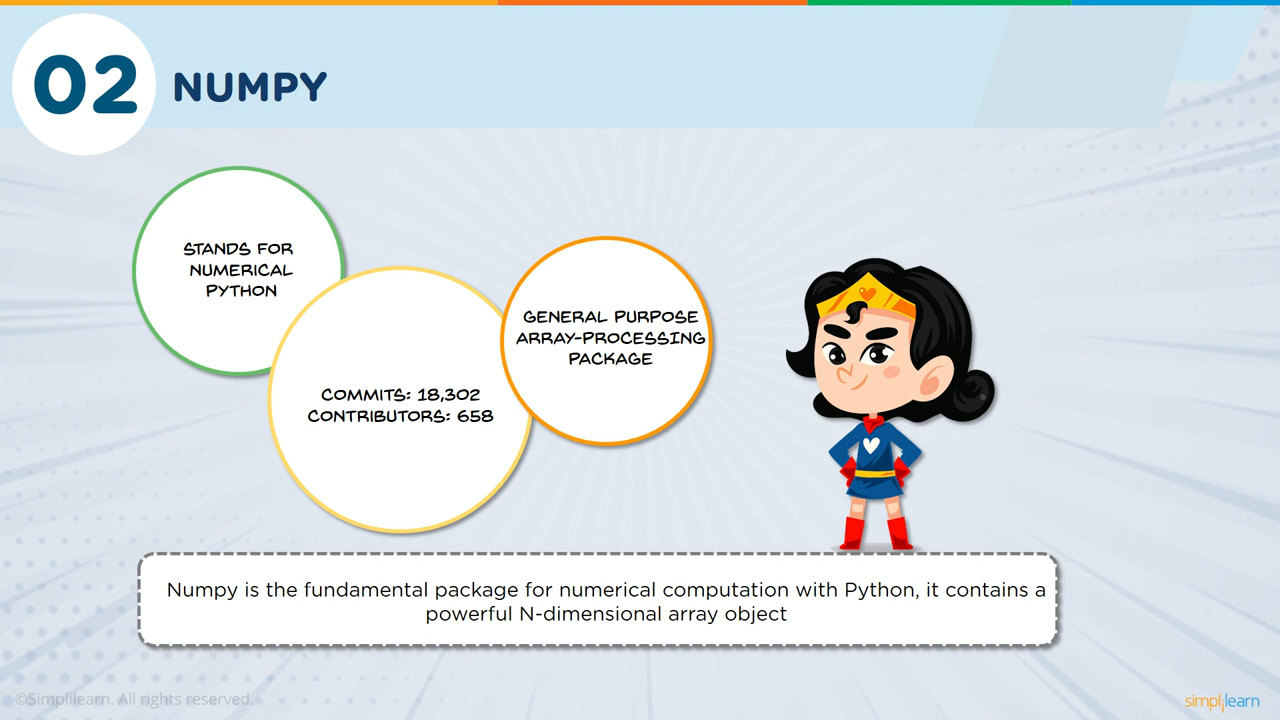 02 NUMPY
STANDS FOR
NUMERICAL
PYTHON
COMMITS: 18,302
CONTRIBUTORS: 658
GENERAL PURPOSE
ARRAY-PROCESSING
PACKAGE
Numpy is the fundamental package for numerical computation with Python, it contains a
powerful N-dimensional array object
©Simplilearn. All rights reserved.
simplilearn